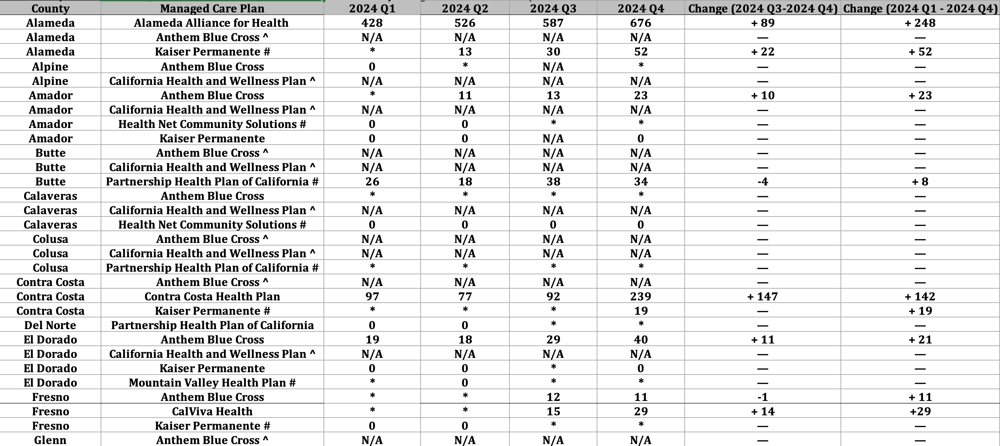 County Managed Care Plan 2024 Q1 2024 Q2 2024 Q3 2024 Q4 Change (2024 Q3-2024 Q4) Change (2024 Q1 - 2024 Q4)
Alameda Alameda Alliance for Health 428 526 587 676 + 89 + 248
Alameda Anthem Blue Cross ^ N/A N/A N/A N/A — —
Alameda Kaiser Permanente # * 13 30 52 + 22 + 52
Alpine Anthem Blue Cross 0 * N/A * — —
Alpine California Health and Wellness Plan ^ N/A N/A N/A N/A — —
Amador Anthem Blue Cross * 11 13 23 + 10 + 23
Amador California Health and Wellness Plan ^ N/A N/A N/A N/A — —
Amador Health Net Community Solutions # 0 0 * * — —
Amador Kaiser Permanente 0 0 N/A 0 — —
Butte Anthem Blue Cross ^ N/A N/A N/A N/A — —
Butte California Health and Wellness Plan ^ N/A N/A N/A N/A — —
Butte Partnership Health Plan of California # 26 18 38 34 -4 + 8
Calaveras Anthem Blue Cross * * * * — —
Calaveras California Health and Wellness Plan ^ N/A N/A N/A N/A — —
Calaveras Health Net Community Solutions # 0 0 0 0 — —
Colusa Anthem Blue Cross ^ N/A N/A N/A N/A — —
Colusa California Health and Wellness Plan ^ N/A N/A N/A N/A — —
Colusa Partnership Health Plan of California # * * * * — —
Contra Costa Anthem Blue Cross ^ N/A N/A N/A N/A — —
Contra Costa Contra Costa Health Plan 97 77 92 239 + 147 + 142
Contra Costa Kaiser Permanente # * * * 19 — + 19
Del Norte Partnership Health Plan of California 0 0 * * — —
El Dorado Anthem Blue Cross 19 18 29 40 + 11 + 21
El Dorado California Health and Wellness Plan ^ N/A N/A N/A N/A — —
El Dorado Kaiser Permanente 0 0 * 0 — —
El Dorado Mountain Valley Health Plan # * 0 * * — —
Fresno Anthem Blue Cross * * 12 11 -1 + 11
Fresno CalViva Health * * 15 29 + 14 +29
Fresno Kaiser Permanente # 0 0 * * — —
Glenn Anthem Blue Cross ^ N/A N/A N/A N/A — —